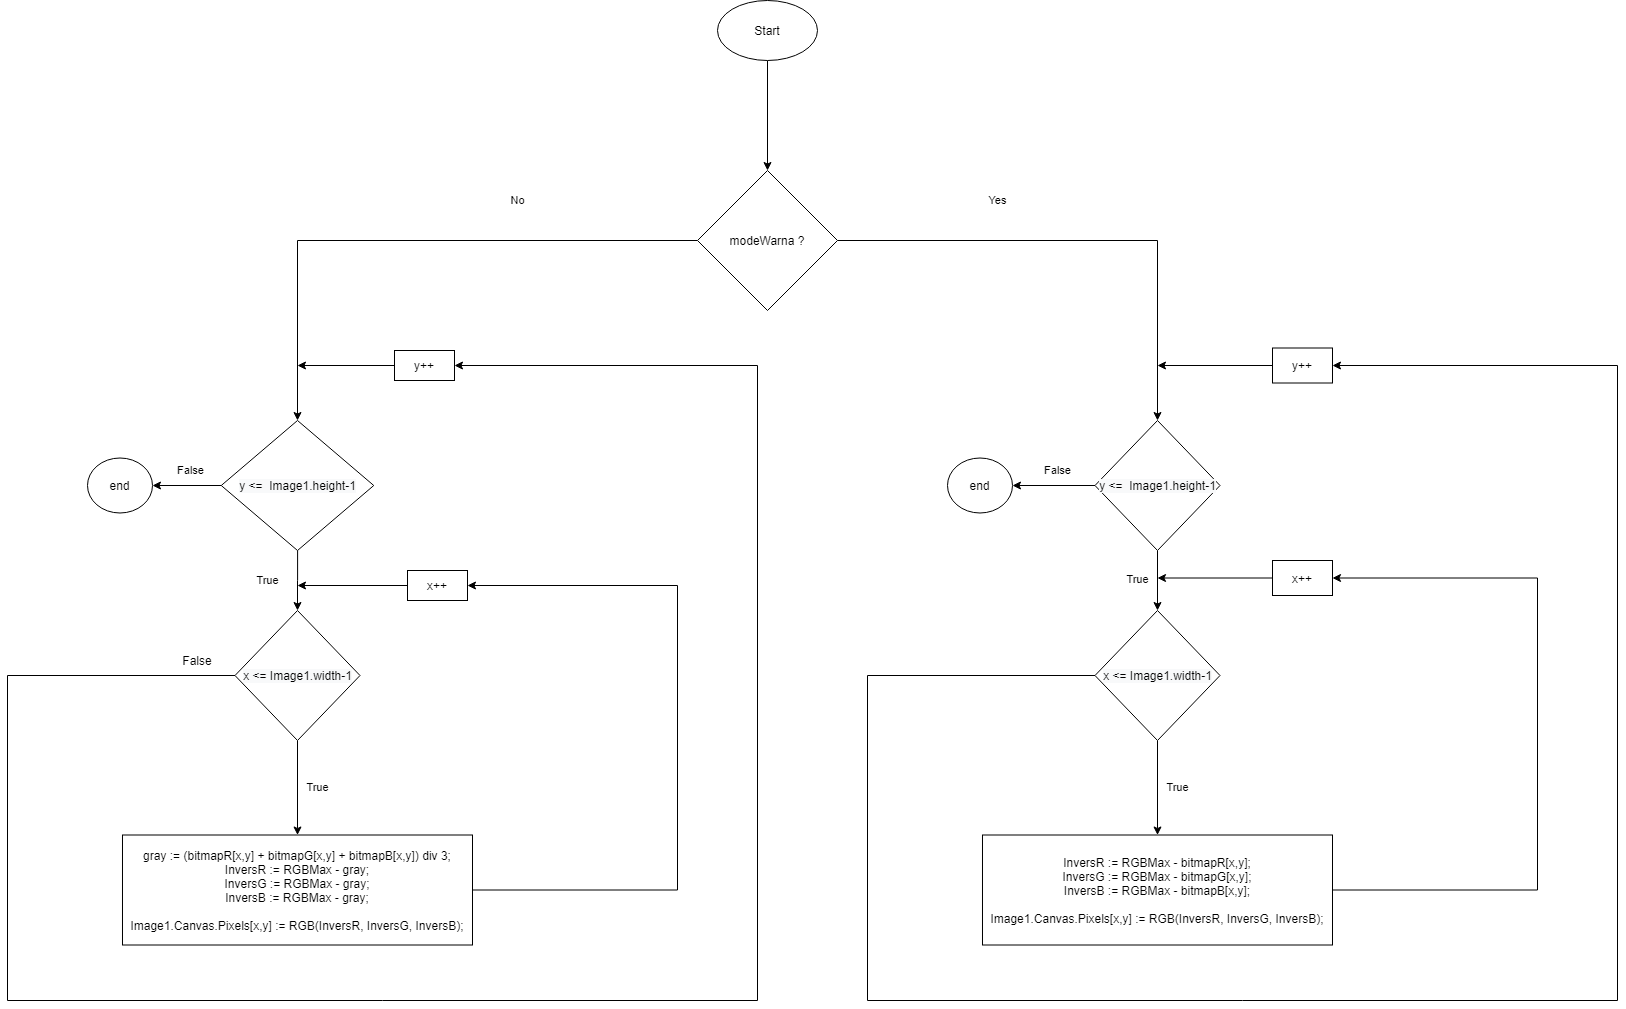 Start
No
Yes
modeWarna ?
y++
y++
False
end
y <=  Image1.height-1
False
end
y <=  Image1.height-1
True
x++
True
x++
False
x <= Image1.width-1
x <= Image1.width-1
True
True
gray := (bitmapR[x,y] + bitmapG[x,y] + bitmapB[x,y]) div 3;
InversR := RGBMax - gray;
InversG := RGBMax - gray;
InversB := RGBMax - gray;
Image1.Canvas.Pixels[x,y] := RGB(InversR, InversG, InversB);
InversR := RGBMax - bitmapR[x,y];
InversG := RGBMax - bitmapG[x,y];
InversB := RGBMax - bitmapB[x,y];
Image1.Canvas.Pixels[x,y] := RGB(InversR, InversG, InversB);